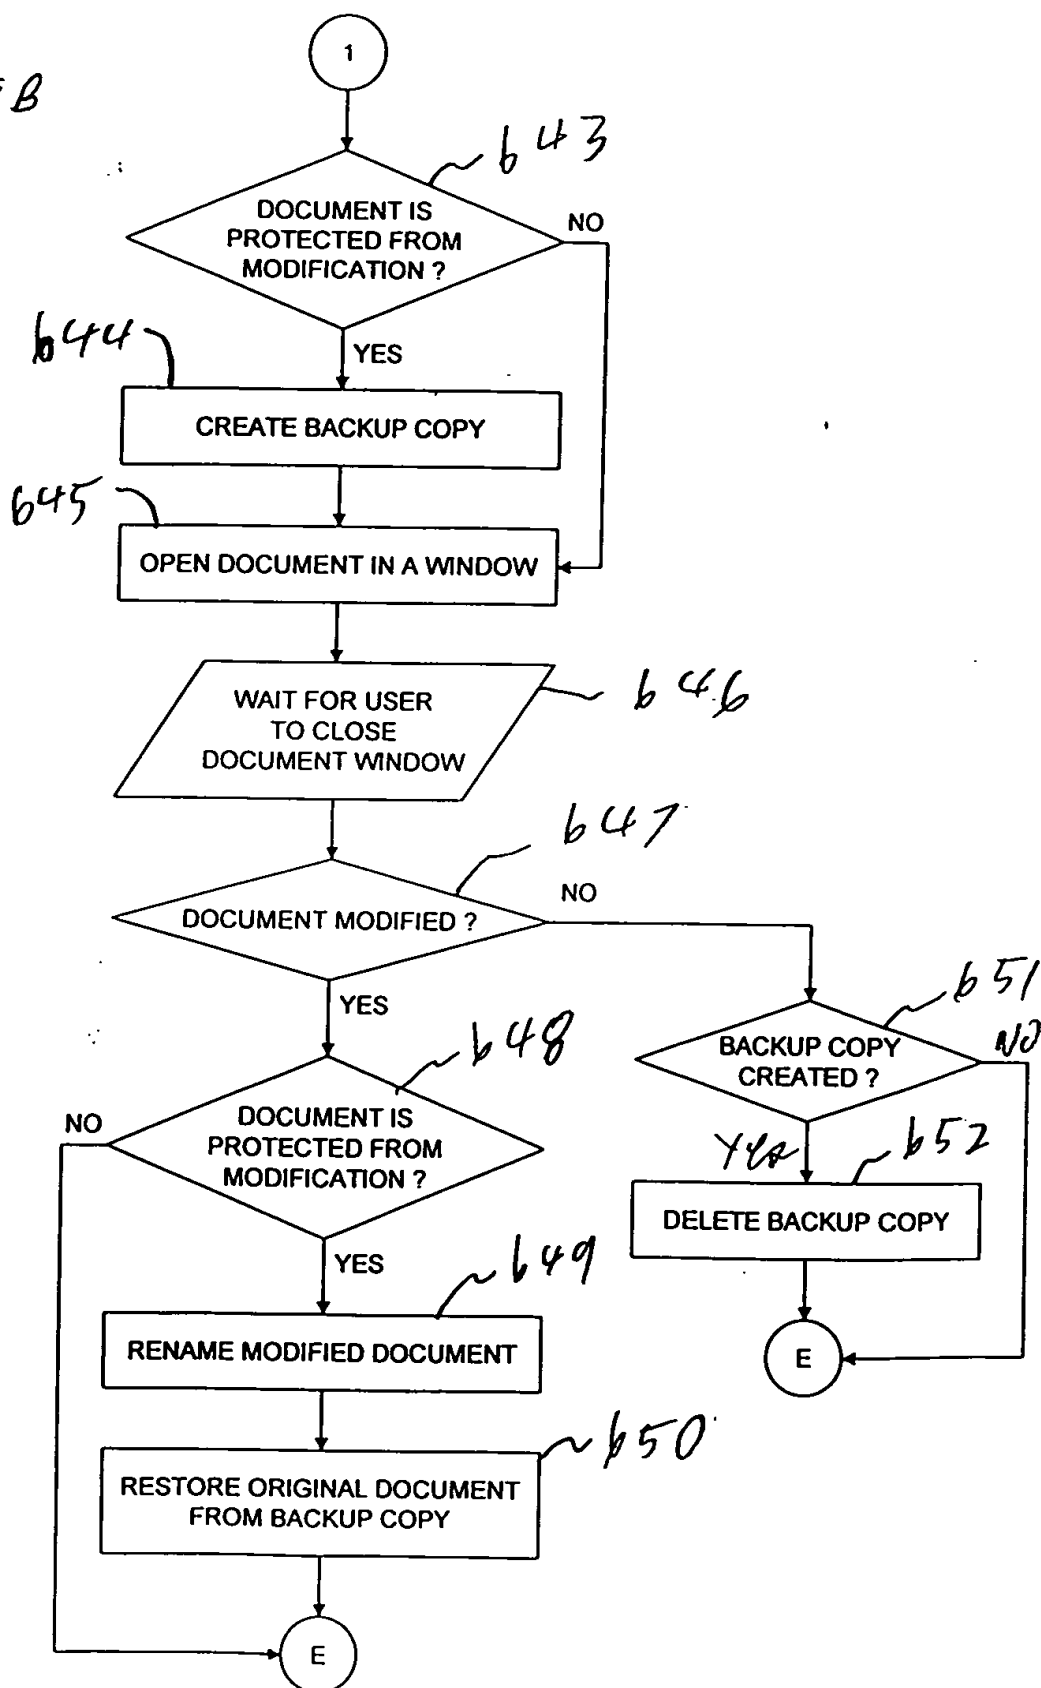 1
B
643
DOCUMENT IS
PROTECTED FROM
MODIFICATION ?
NO
644
YES
CREATE BACKUP COPY
645
OPEN DOCUMENT IN A WINDOW
646
WAIT FOR USER
TO CLOSE
DOCUMENT WINDOW
647
DOCUMENT MODIFIED ?
NO
YES
651
BACKUP COPY
CREATED ?
NO
648
NO
DOCUMENT IS
PROTECTED FROM
MODIFICATION ?
Yes
652
DELETE BACKUP COPY
YES
649
RENAME MODIFIED DOCUMENT
E
650
RESTORE ORIGINAL DOCUMENT
FROM BACKUP COPY
E